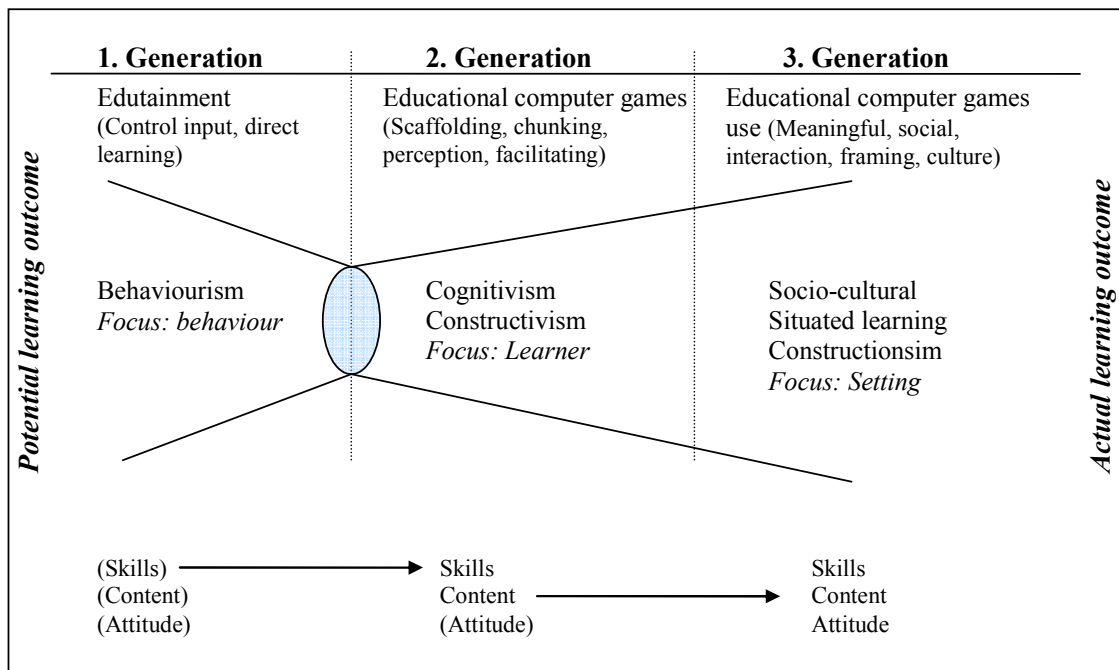 1. Generation
2. Generation
3. Generation
Edutainment
(Control input, direct
learning)
Educational computer games
(Scaffolding, chunking,
perception, facilitating)
Educational computer games
use (Meaningful, social,
interaction, framing, culture)
Potential learning outcome
Behaviourism
Focus: behaviour
Cognitivism
Constructivism
Focus: Learner
Socio-cultural
Situated learning
Constructionsim
Focus: Setting
Actual learning outcome
(Skills)
(Content)
(Attitude)
Skills
Content
(Attitude)
Skills
Content
Attitude